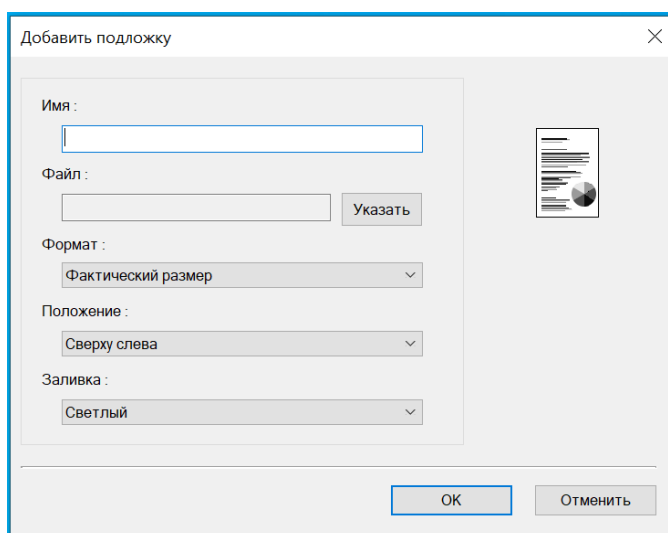 Добавить подложку
Имя :
Файл :
Указать
Формат :
Фактический размер
Положение :
Сверху слева
Заливка :
Светлый
OK
Отменить